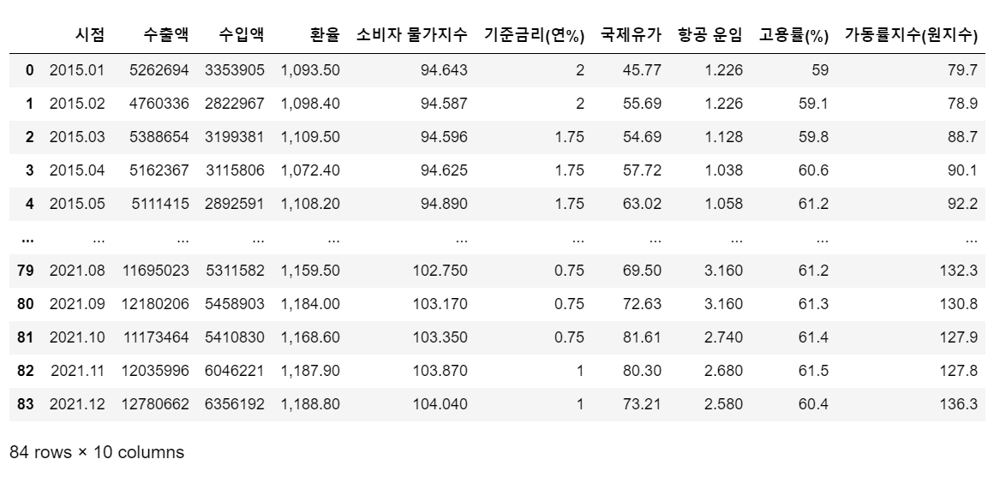 시점 수출액 수입액 환율 소비자 물가지수 기준금리(연%) 국제유가 항공 운임 고용률(%) 가동률지수(원지수)
0 2015.01 5262694 3353905 1,093.50 94.643 2 45.77 1.226 59 79.7
1 2015.02 4760336 2822967 1,098.40 94.587 2 55.69 1.226 59.1 78.9
2 2015.03 5388654 3199381 1,109.50 94.596 1.75 54.69 1.128 59.8 88.7
3 2015.04 5162367 3115806 1,072.40 94.625 1.75 57.72 1.038 60.6 90.1
4 2015.05 5111415 2892591 1,108.20 94.890 1.75 63.02 1.058 61.2 92.2
... ... ... ... ... ... ... ... ... ... ...
79 2021.08 11695023 5311582 1,159.50 102.750 0.75 69.50 3.160 61.2 132.3
80 2021.09 12180206 5458903 1,184.00 103.170 0.75 72.63 3.160 61.3 130.8
81 2021.10 11173464 5410830 1,168.60 103.350 0.75 81.61 2.740 61.4 127.9
82 2021.11 12035996 6046221 1,187.90 103.870 1 80.30 2.680 61.5 127.8
83 2021.12 12780662 6356192 1,188.80 104.040 1 73.21 2.580 60.4 136.3
84 rows × 10 columns